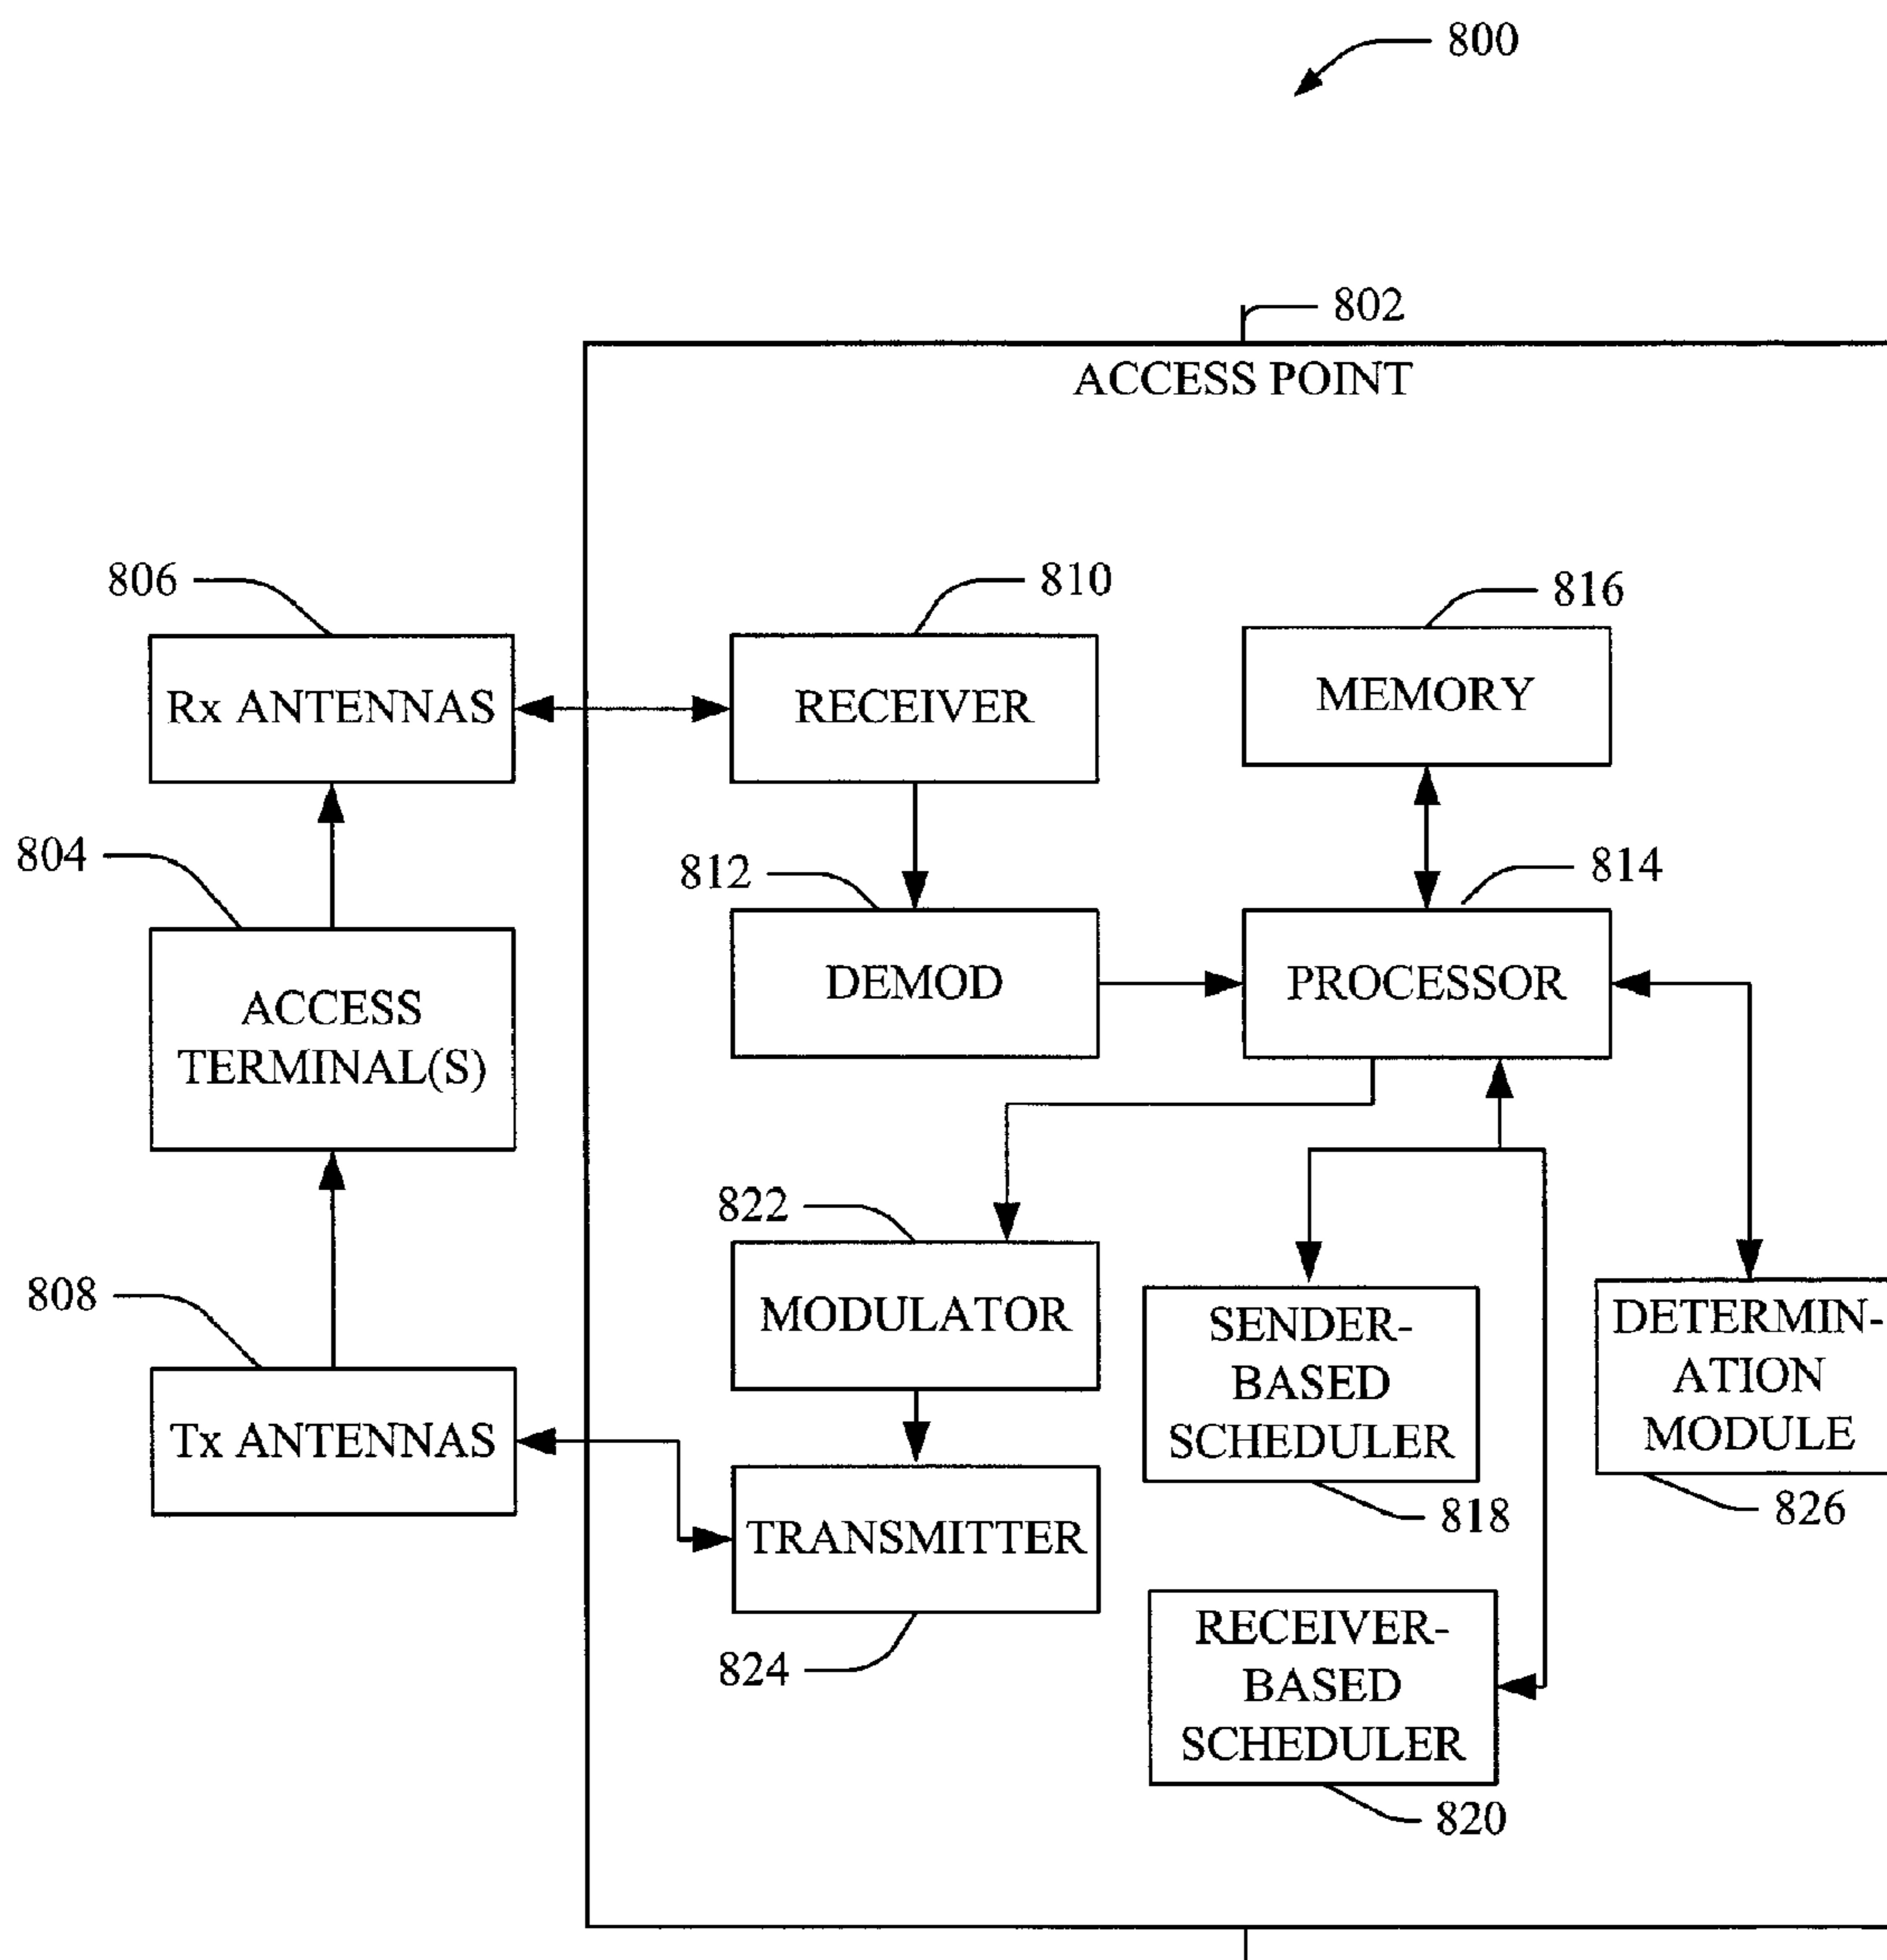 800
802
ACCESS POINT
806
810
816
Rx ANTENNAS
RECEIVER
MEMORY
804
812
814
ACCESS
TERMINAL(S)
DEMOD
PROCESSOR
822
808
MODULATOR
SENDER-
BASED
SCHEDULER
DETERMIN-
ATION
MODULE
Tx ANTENNAS
818
826
TRANSMITTER
824
RECEIVER-
BASED
SCHEDULER
820